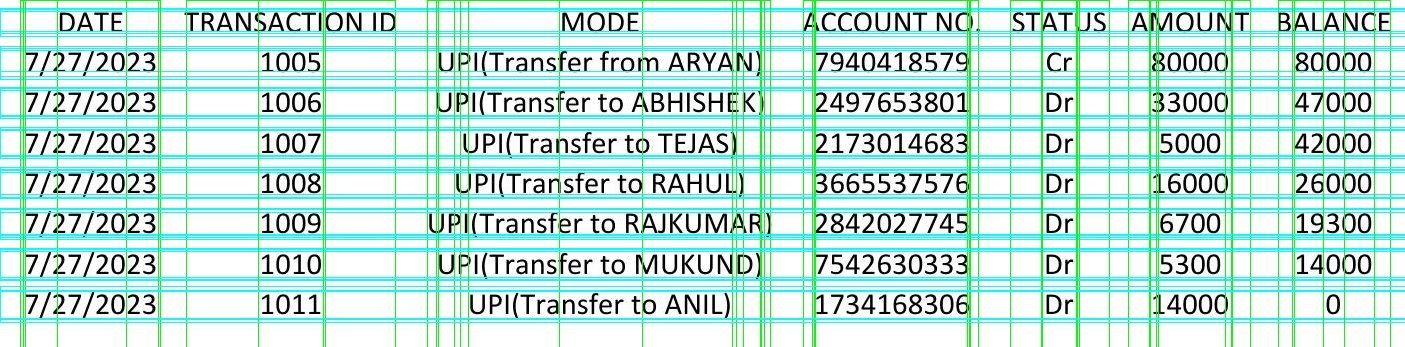 DATE TRANSACTION ID MODE ACCOUNT NO. STATUS AMOUNT BALANCE
7/27/2023 1005 UPI(Transfer from ARYAN) 7940418579 Cr 80000 80000
7/27/2023 1006 UPI(Transfer to ABHISHEK) 2497653801 Dr 33000 47000
7/27/2023 1007 UPI(Transfer to TEJAS) 2173014683 Dr 5000 42000
7/27/2023 1008 UPI(Transfer to RAHUL) 3665537576 Dr 16000 26000
7/27/2023 1009 UPI(Transfer to RAJKUMAR) 2842027745 Dr 6700 19300
7/27/2023 1010 UPI(Transfer to MUKUND) 7542630333 Dr 5300 14000
7/27/2023 1011 UPI(Transfer to ANIL) 1734168306 Dr 14000 0